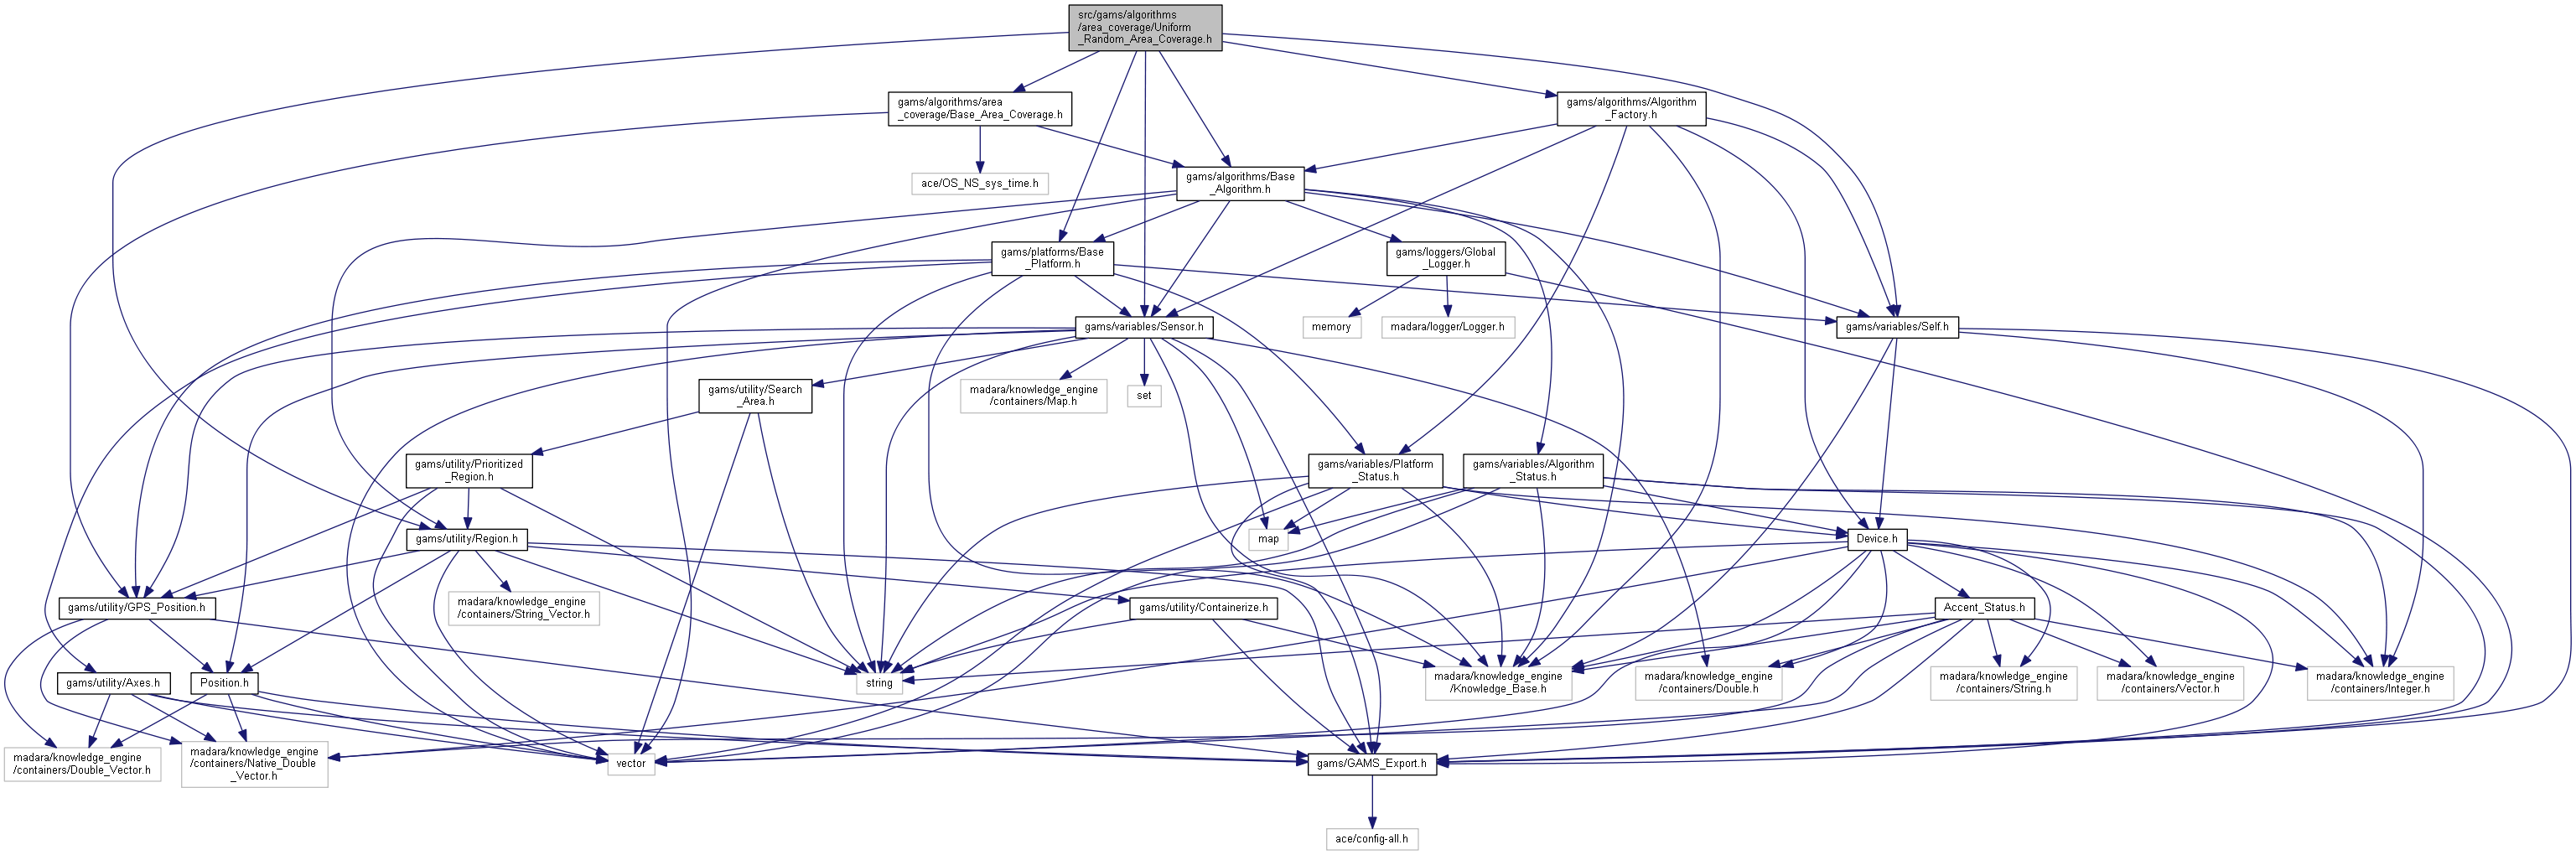 src/gams/algorithms
/area_coverage/Uniform
_Random_Area_Coverage.h
gams/algorithms/area
_coverage/Base_Area_Coverage.h
gams/algorithms/Algorithm
_Factory.h
ace/OS_NS_sys_time.h
gams/algorithms/Base
_Algorithm.h
gams/platforms/Base
_Platform.h
gams/loggers/Global
_Logger.h
gams/variables/Sensor.h
memory
madara/logger/Logger.h
gams/variables/Self.h
gams/utility/Search
_Area.h
madara/knowledge_engine
/containers/Map.h
set
gams/utility/Prioritized
_Region.h
gams/variables/Platform
_Status.h
gams/variables/Algorithm
_Status.h
gams/utility/Region.h
map
Device.h
gams/utility/GPS_Position.h
madara/knowledge_engine
/containers/String_Vector.h
gams/utility/Containerize.h
Accent_Status.h
gams/utility/Axes.h
Position.h
string
madara/knowledge_engine
/Knowledge_Base.h
madara/knowledge_engine
/containers/Double.h
madara/knowledge_engine
/containers/String.h
madara/knowledge_engine
/containers/Vector.h
madara/knowledge_engine
/containers/Integer.h
madara/knowledge_engine
/containers/Double_Vector.h
madara/knowledge_engine
/containers/Native_Double
_Vector.h
vector
gams/GAMS_Export.h
ace/config-all.h